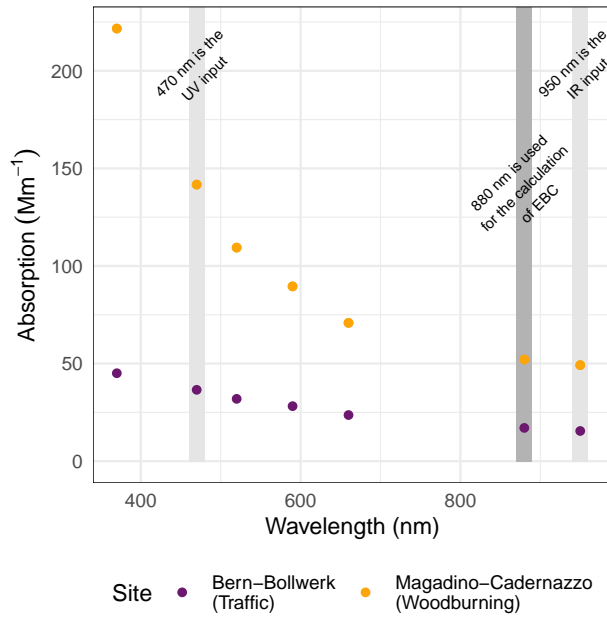 470 nm is the
UV input
950 nm is the
IR input
880 nm is used
for the calculation
of EBC
Absorption (Mm⁻¹)
200
150
100
50
0
400
600
800
Wavelength (nm)
Site
Bern−Bollwerk
(Traffic)
Magadino−Cadernazzo
(Woodburning)